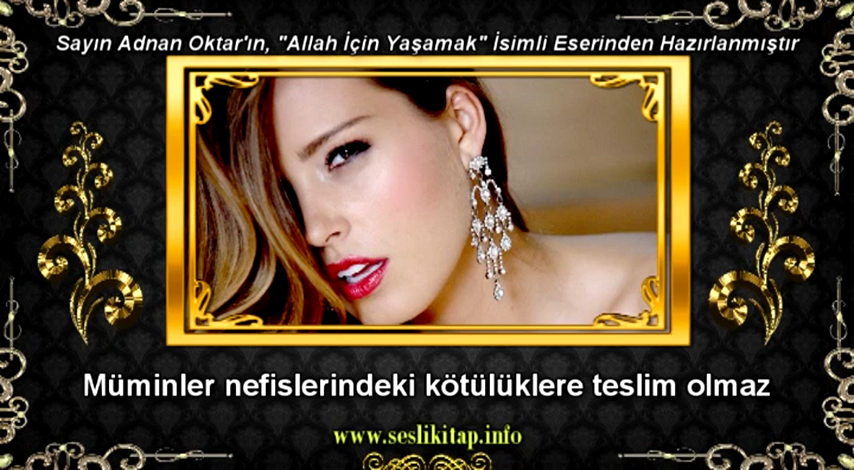 Sayın Adnan Oktar'ın, "Allah İçin Yaşamak" İsimli Eserinden Hazırlanmıştır
Müminler nefislerindeki kötülüklere teslim olmaz
www.seslikitap.info